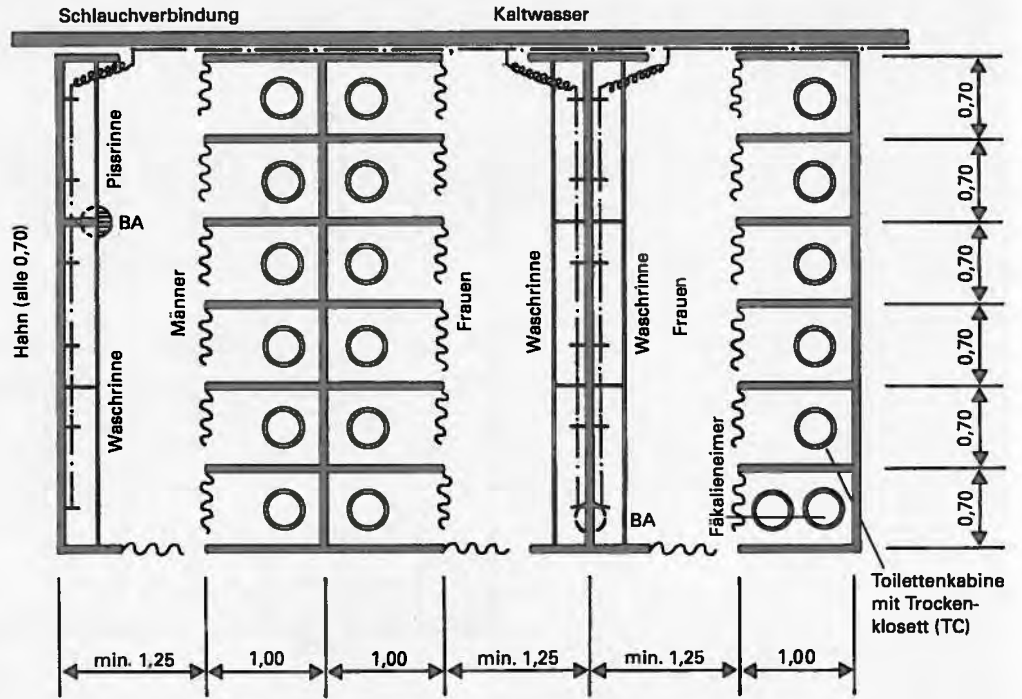 Schlauchverbindung
Kaltwasser
Pissrinne
BA
Hahn (alle 0,70)
Waschrinne
Männer
Frauen
Waschrinne
Waschrinne
Frauen
BA
Fäkalieneimer
0,70
0,70
0,70
0,70
0,70
0,70
Toilettenkabine
mit Trocken-
klosett (TC)
min. 1,25
1,00
1,00
min. 1,25
min. 1,25
1,00